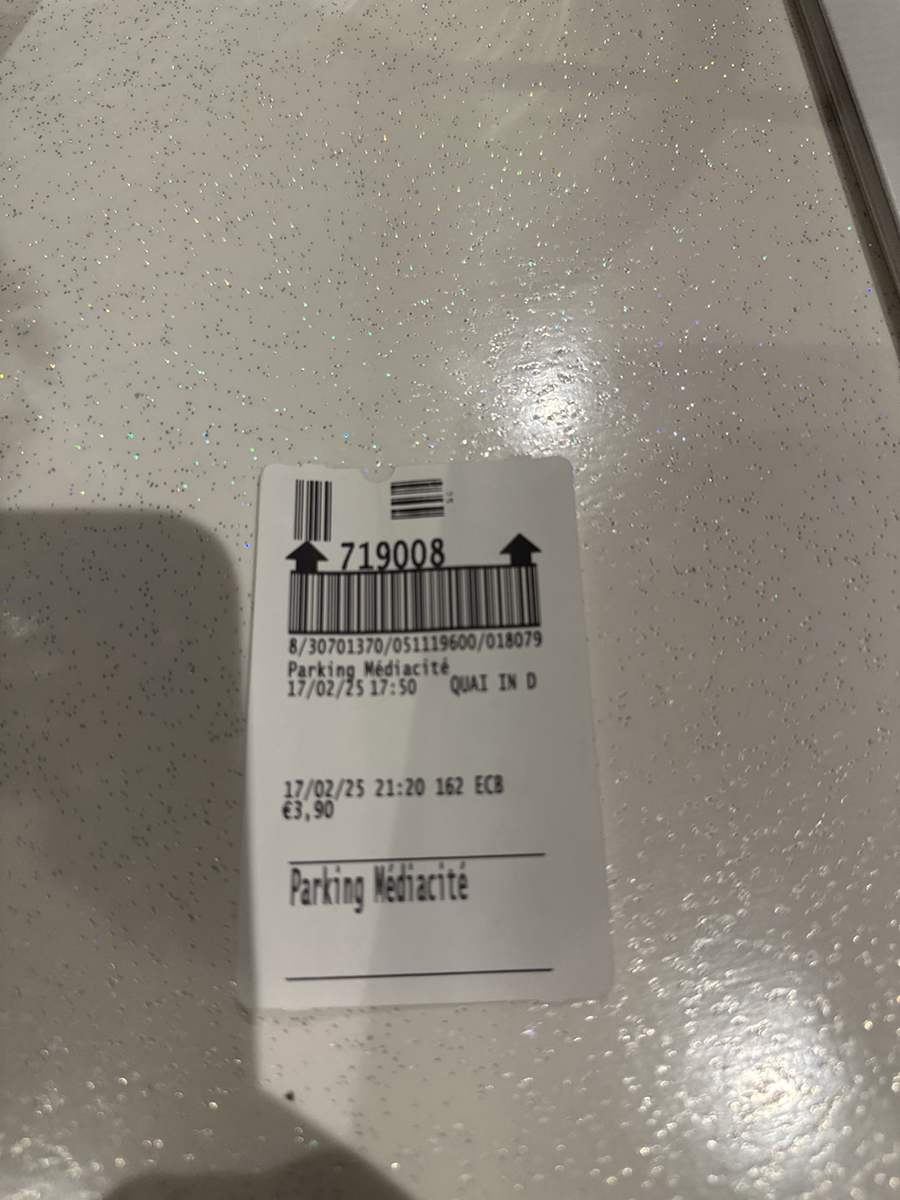 719008
8/30701370/051119600/018079
Parking Médiacité
17/02/25 17:50 QUAI IN D
17/02/25 21:20 162 ECB
€3,90
Parking Médiacité